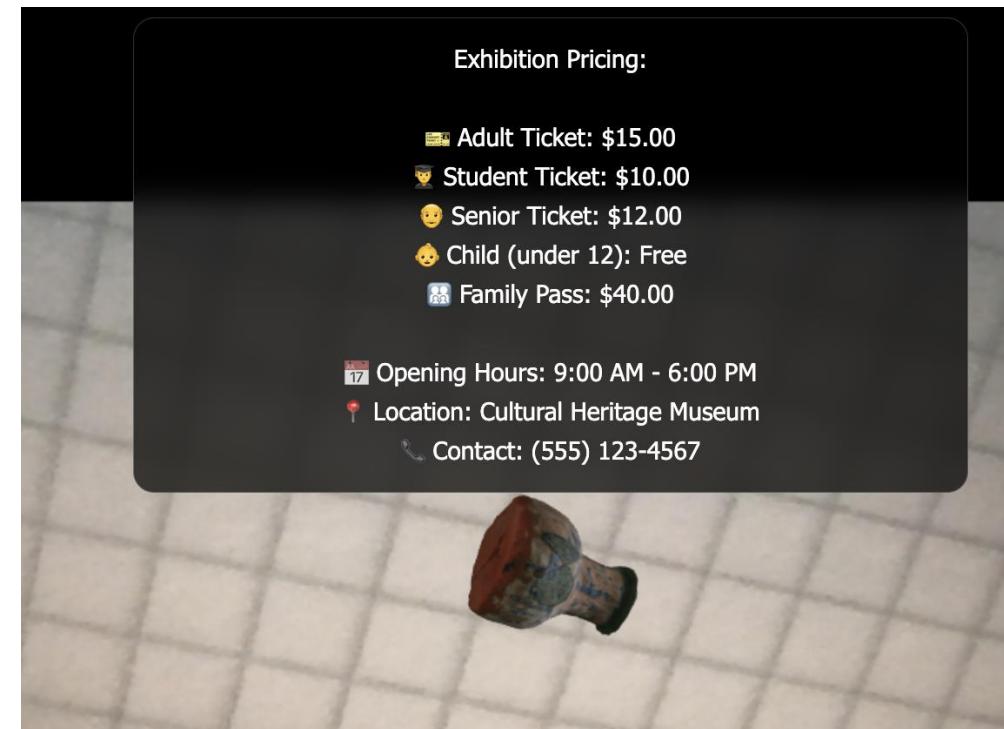 Exhibition Pricing:
🎫 Adult Ticket: $15.00
👨‍🎓 Student Ticket: $10.00
👴 Senior Ticket: $12.00
👶 Child (under 12): Free
👨‍👩‍👧‍👦 Family Pass: $40.00
📅 Opening Hours: 9:00 AM - 6:00 PM
📍 Location: Cultural Heritage Museum
📞 Contact: (555) 123-4567